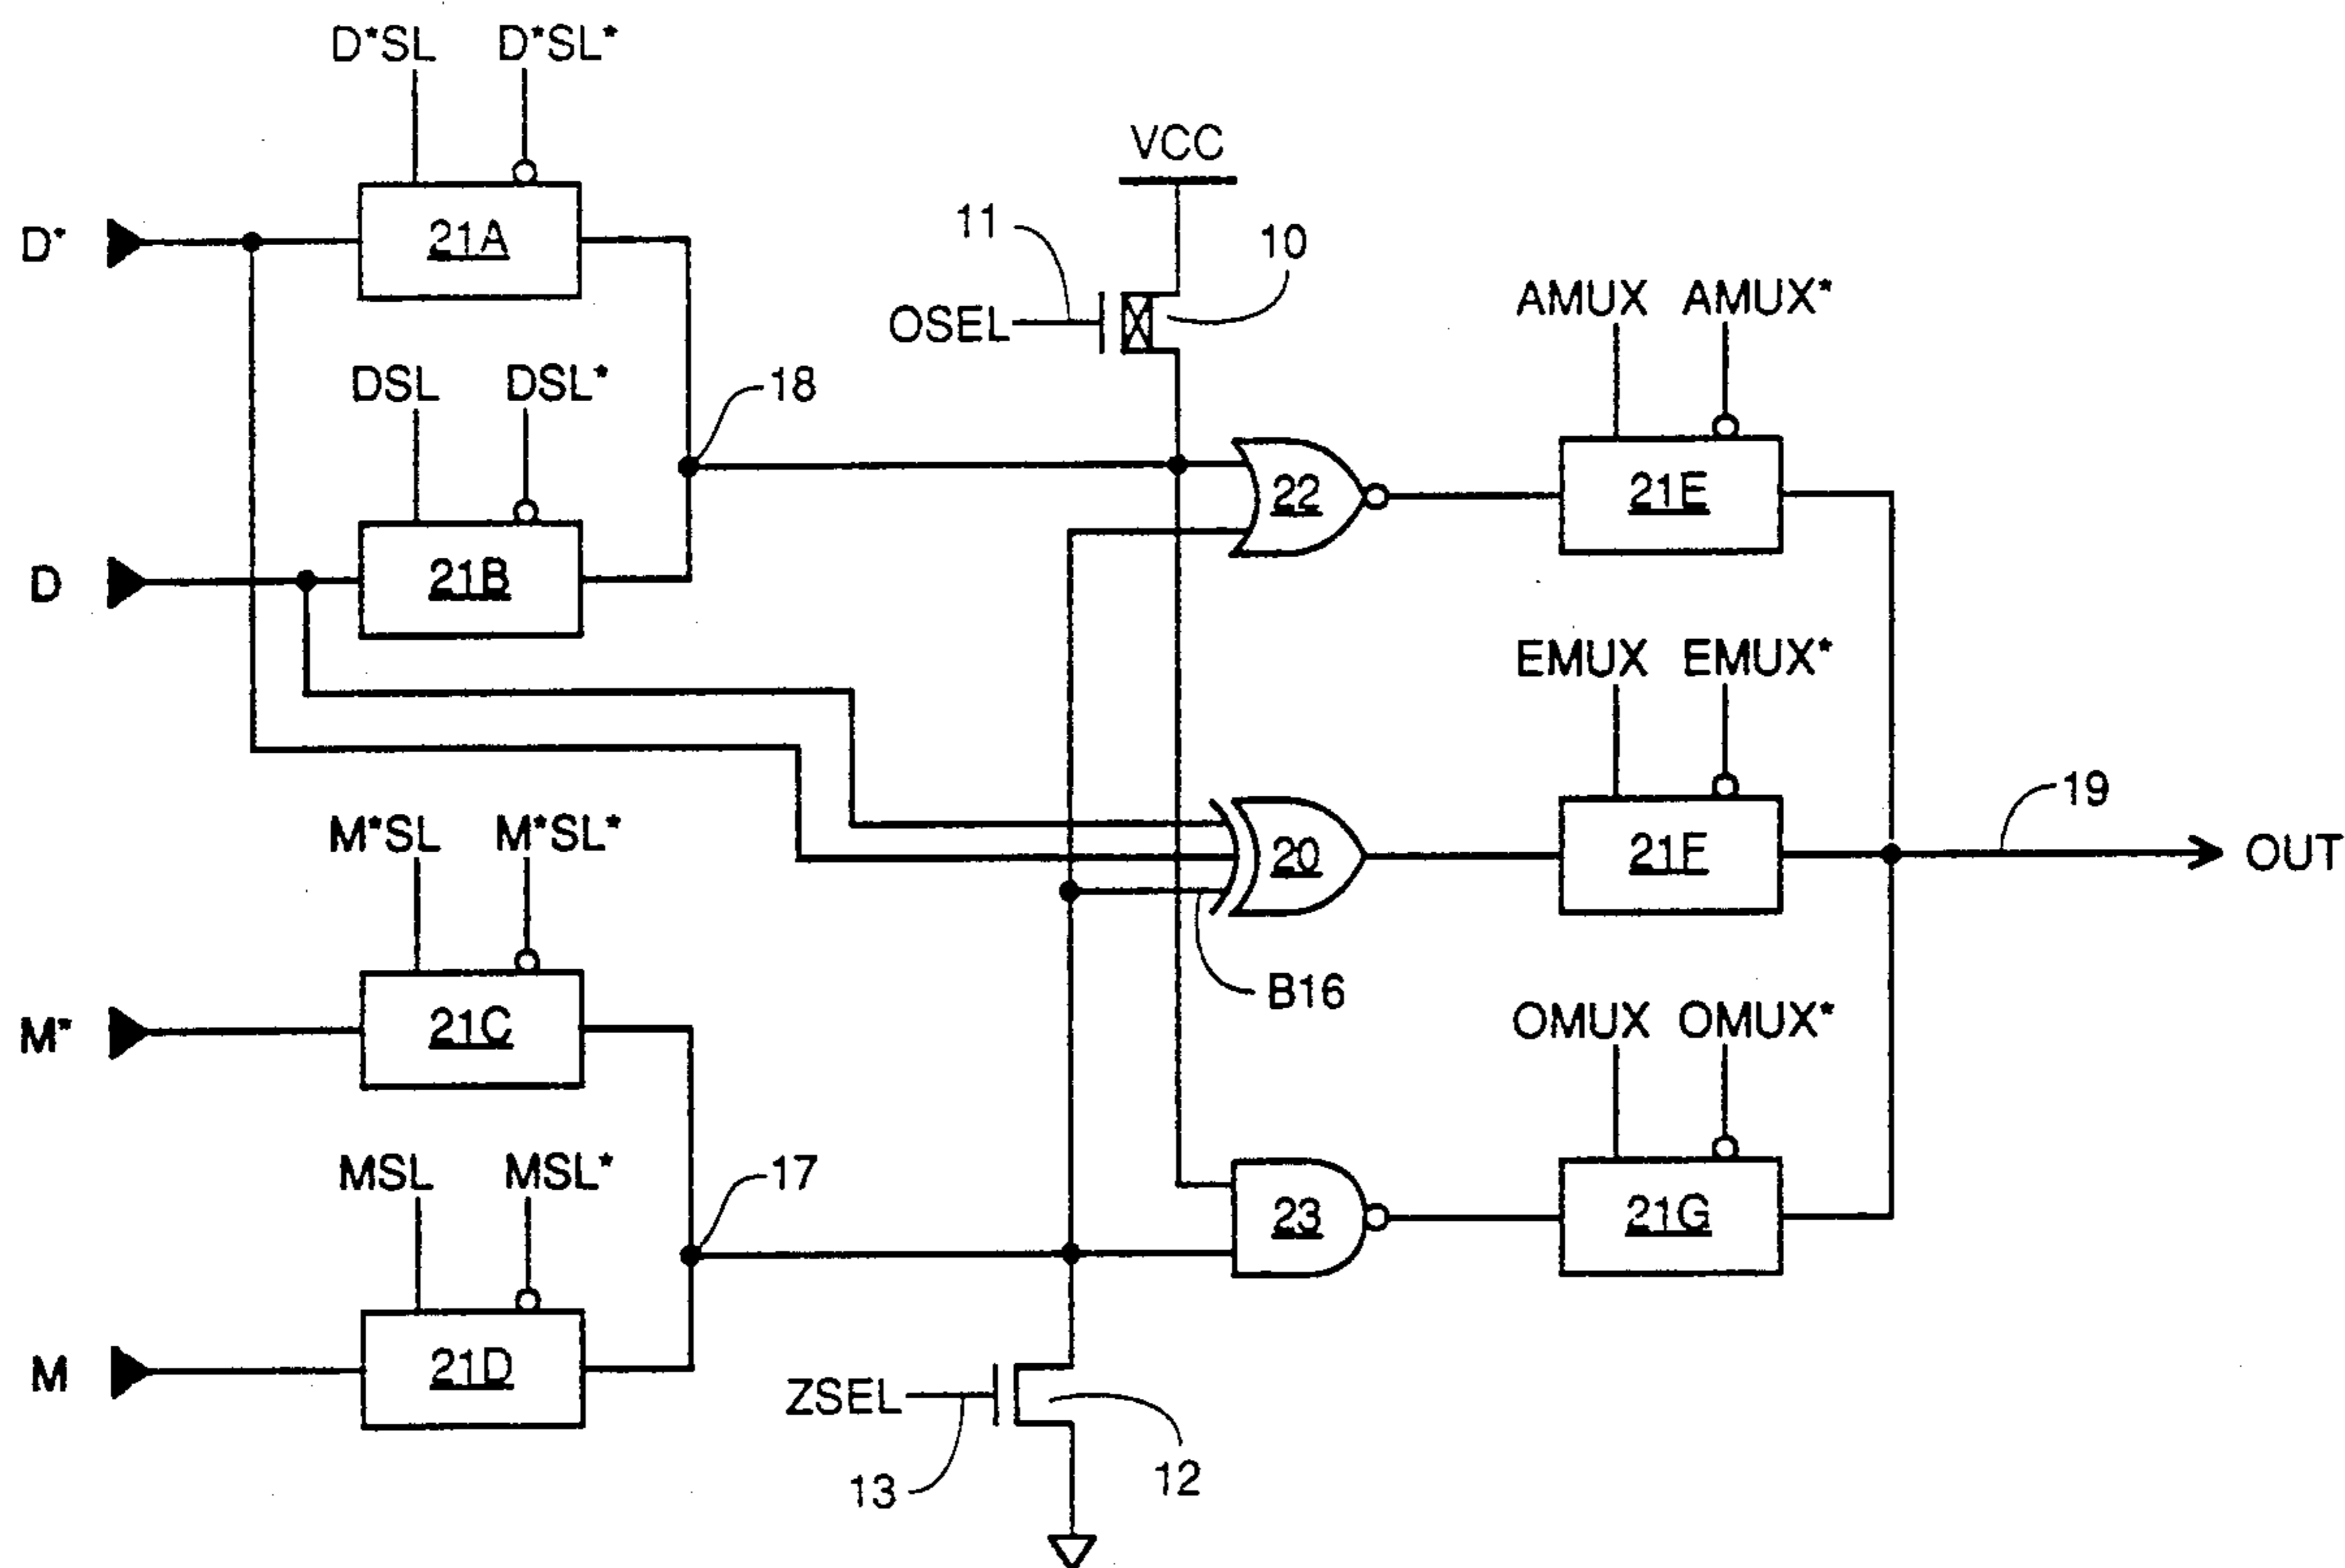 D*SL D*SL*
VCC
D* 21A
11 10
OSEL
AMUX AMUX*
DSL DSL*
18
22 21E
D 21B
EMUX EMUX*
M*SL M*SL*
20 21F
19
OUT
B16
M* 21C
OMUX OMUX*
MSL MSL*
17
23 21G
M 21D
ZSEL
13 12